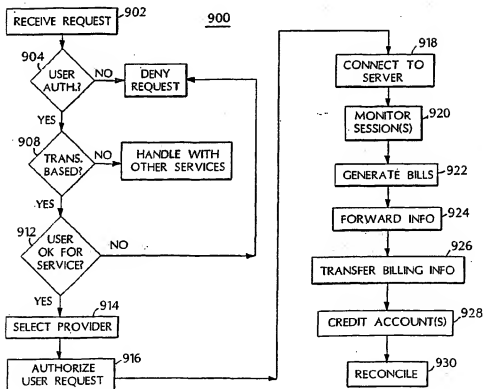 902
RECEIVE REQUEST
900
904
USER
AUTH.?
NO
DENY
REQUEST
YES
908
TRANS.
BASED?
NO
HANDLE WITH
OTHER SERVICES
YES
912
USER
OK FOR
SERVICE?
NO
YES
914
SELECT PROVIDER
916
AUTHORIZE
USER REQUEST
918
CONNECT TO
SERVER
MONITOR
SESSION(S)
920
GENERATE BILLS
922
FORWARD INFO
924
926
TRANSFER BILLING INFO
CREDIT ACCOUNT(S)
928
RECONCILE
930